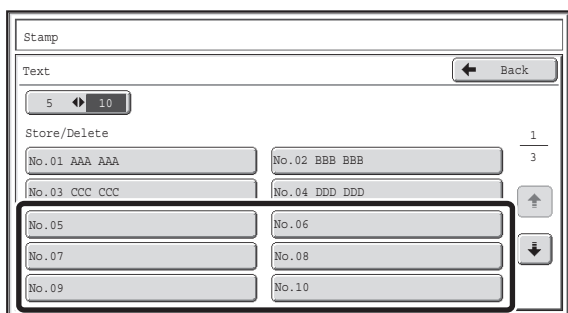 Stamp
Text
Back
5 10
Store/Delete
1
3
No.01 AAA AAA No.02 BBB BBB
No.03 CCC CCC No.04 DDD DDD
No.05 No.06
No.07 No.08
No.09 No.10